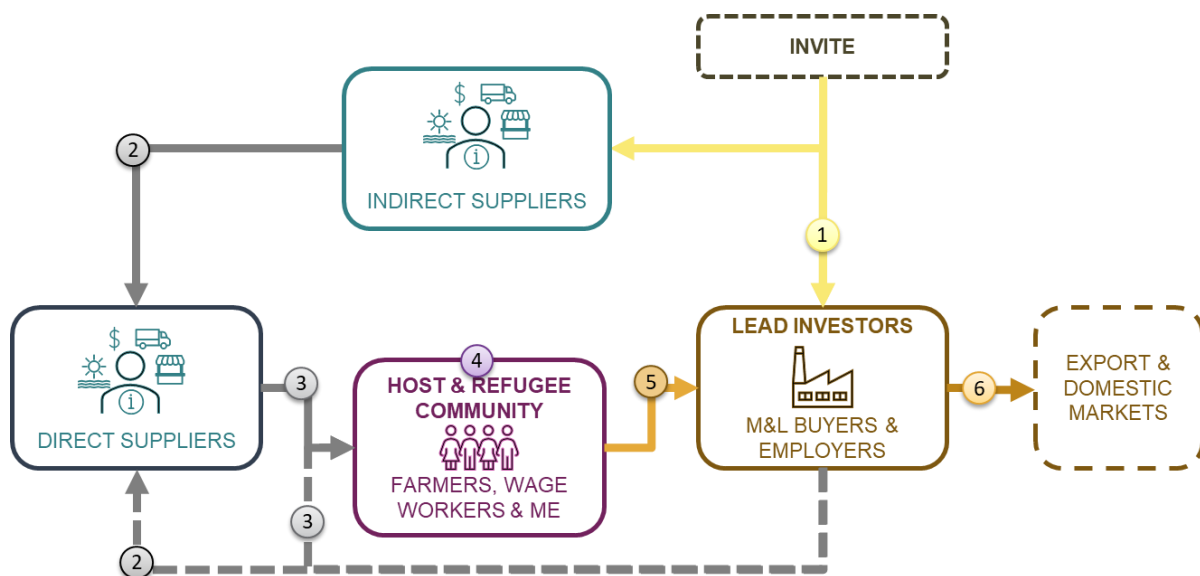 INVITE
$
i
INDIRECT SUPPLIERS
2
1
$
i
DIRECT SUPPLIERS
3
4
HOST & REFUGEE
COMMUNITY
FARMERS, WAGE
WORKERS & ME
5
LEAD INVESTORS
M&L BUYERS &
EMPLOYERS
6
EXPORT &
DOMESTIC
MARKETS
3
2